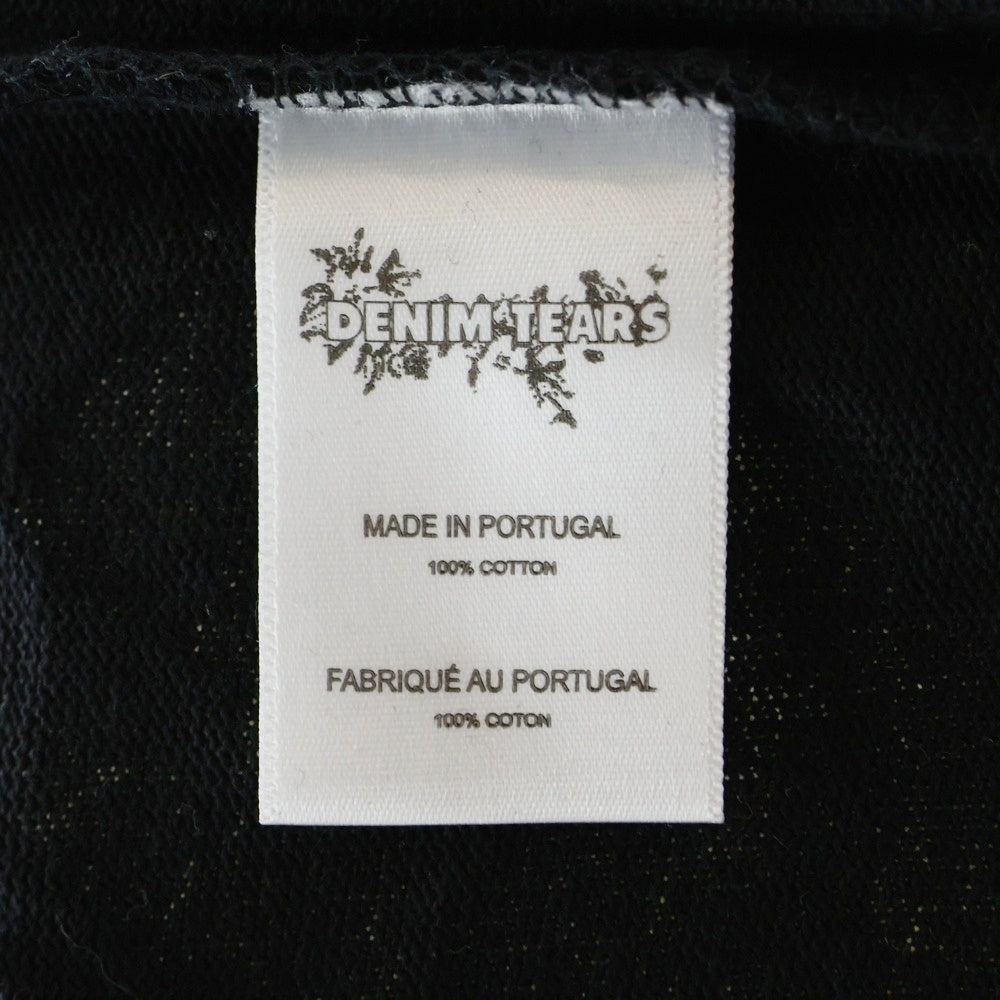 DENIM TEARS
MADE IN PORTUGAL
100% COTTON
FABRIQUÉ AU PORTUGAL
100% COTON